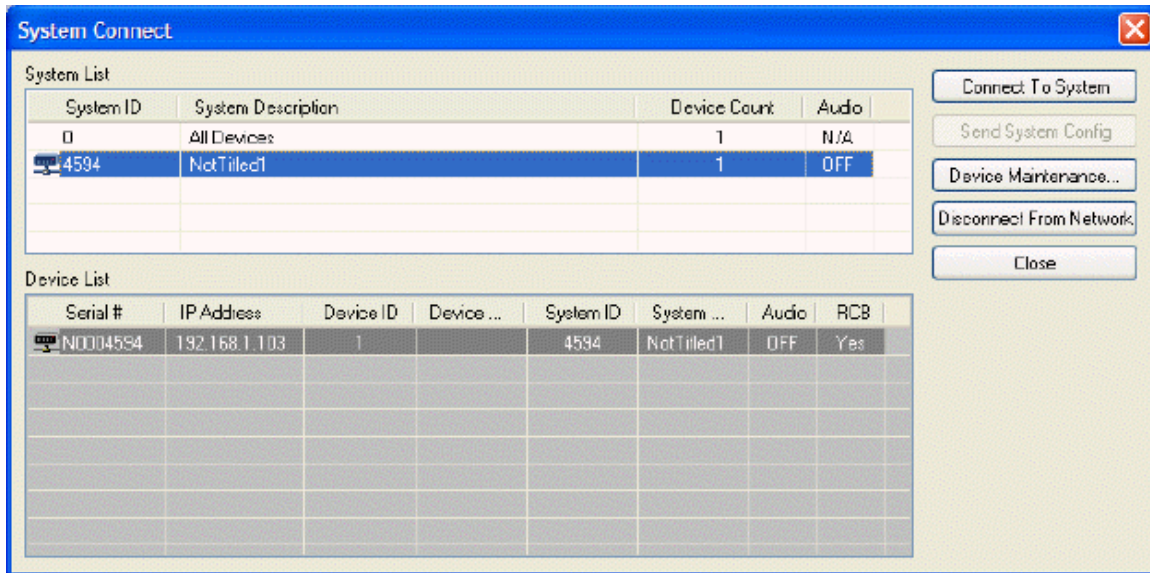 System Connect
System List
System ID System Description Device Count Audio
0 All Devices 1 N/A
4594 NotTitled1 1 OFF
Connect To System
Send System Config
Device Maintenance...
Disconnect From Network
Close
Device List
Serial # IP Address Device ID Device ... System ID System ... Audio RCB
N0004594 192.168.1.103 1 4594 NotTitled1 OFF Yes